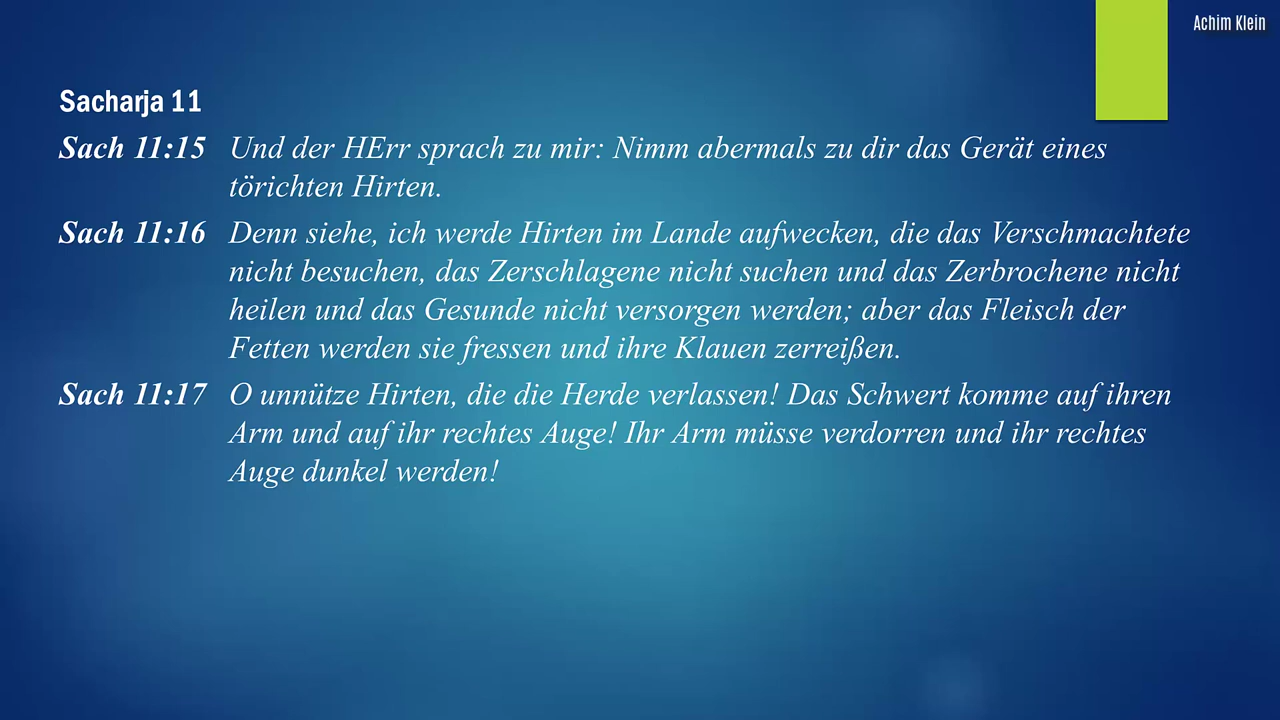 Achim Klein
Sacharja 11
Sach 11:15 Und der HErr sprach zu mir: Nimm abermals zu dir das Gerät eines
törichten Hirten.
Sach 11:16 Denn siehe, ich werde Hirten im Lande aufwecken, die das Verschmachtete
nicht besuchen, das Zerschlagene nicht suchen und das Zerbrochene nicht
heilen und das Gesunde nicht versorgen werden; aber das Fleisch der
Fetten werden sie fressen und ihre Klauen zerreißen.
Sach 11:17 O unnütze Hirten, die die Herde verlassen! Das Schwert komme auf ihren
Arm und auf ihr rechtes Auge! Ihr Arm müsse verdorren und ihr rechtes
Auge dunkel werden!